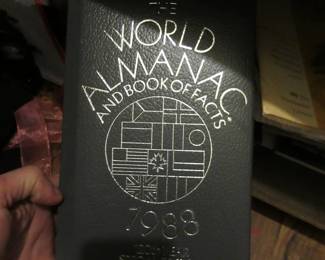 THE
WORLD
ALMANAC
AND BOOK OF FACTS
1988